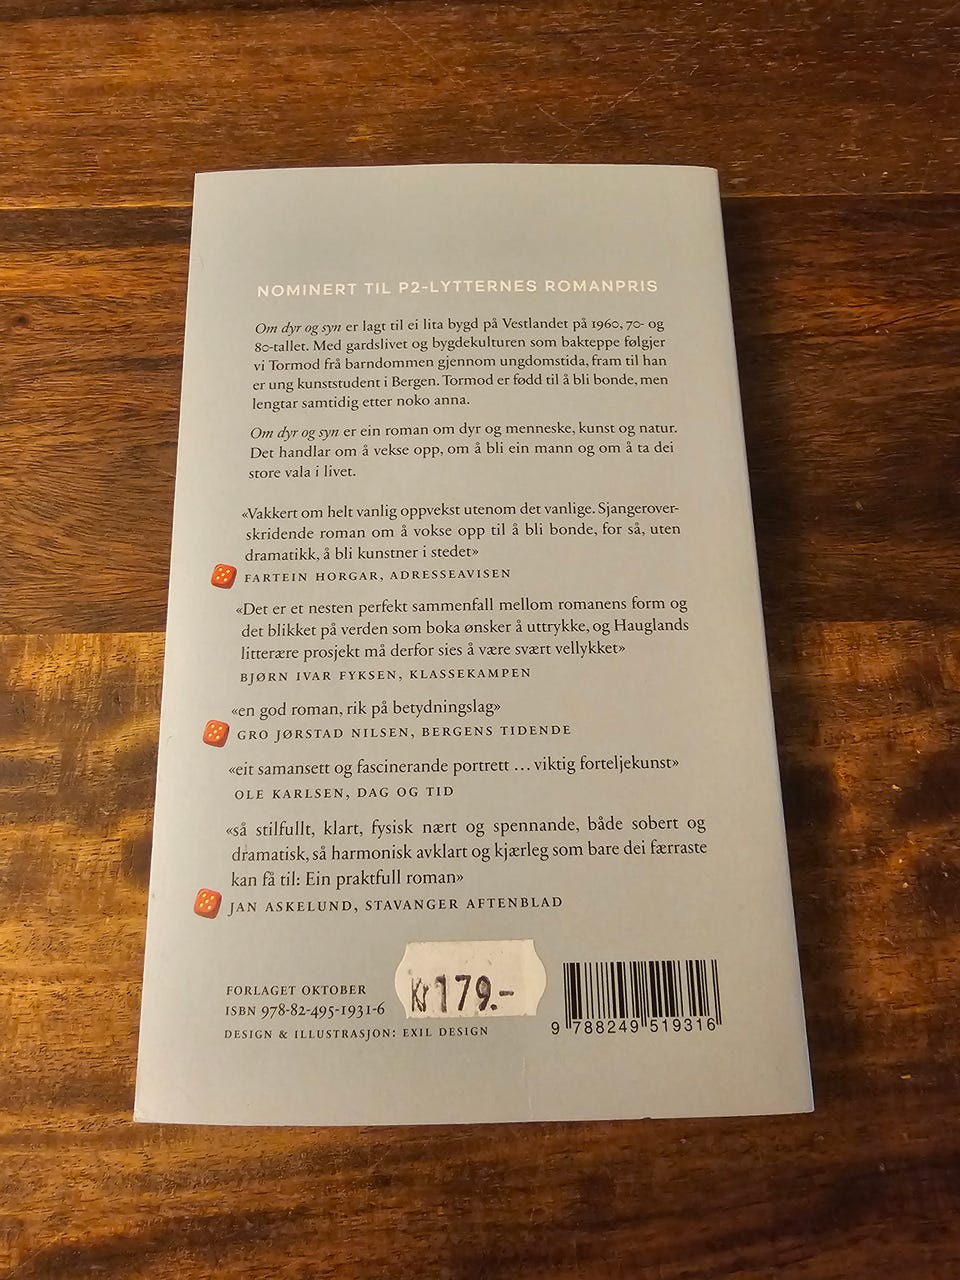 NOMINERT TIL P2-LYTTERNES ROMANPRIS
Om dyr og syn er lagt til ei lita bygd på Vestlandet på 1960, 70- og
80-tallet. Med gardslivet og bygdekulturen som bakteppe følgjer
vi Tormod frå barndommen gjennom ungdomstida, fram til han
er ung kunststudent i Bergen. Tormod er fødd til å bli bonde, men
lengtar samtidig etter noko anna.
Om dyr og syn er ein roman om dyr og menneske, kunst og natur.
Det handlar om å vekse opp, om å bli ein mann og om å ta dei
store vala i livet.
«Vakkert om helt vanlig oppvekst utenom det vanlige. Sjangerover-
skridende roman om å vokse opp til å bli bonde, for så, uten
dramatikk, å bli kunstner i stedet»
FARTEIN HORGAR, ADRESSEAVISEN
«Det er et nesten perfekt sammenfall mellom romanens form og
det blikket på verden som boka ønsker å uttrykke, og Hauglands
litterære prosjekt må derfor sies å være svært vellykket»
BJØRN IVAR FYKSEN, KLASSEKAMPEN
«en god roman, rik på betydningslag»
GRO JØRSTAD NILSEN, BERGENS TIDENDE
«eit samansett og fascinerande portrett ... viktig forteljekunst»
OLE KARLSEN, DAG OG TID
«så stilfullt, klart, fysisk nært og spennande, både sobert og
dramatisk, så harmonisk avklart og kjærleg som bare dei færraste
kan få til: Ein praktfull roman»
JAN ASKELUND, STAVANGER AFTENBLAD
Kr179.-
FORLAGET OKTOBER
ISBN 978-82-495-1931-6
DESIGN & ILLUSTRASJON: EXIL DESIGN
9 788249 519316